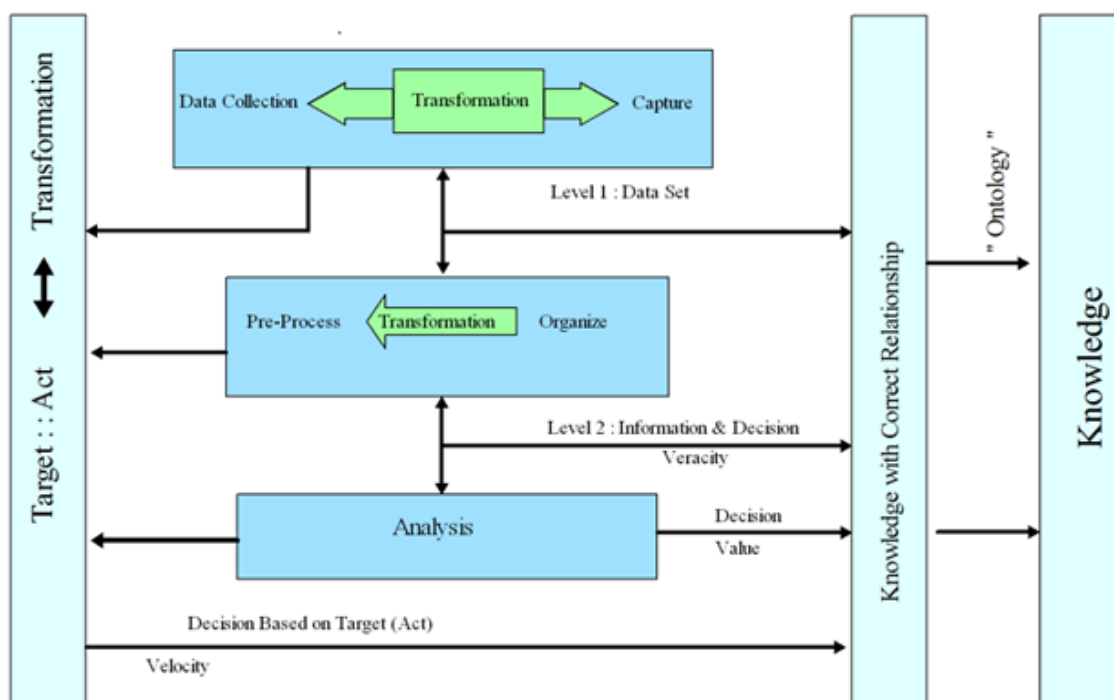 Transformation
Target : : Act
Data Collection
Transformation
Capture
Level 1 : Data Set
Pre-Process
Transformation
Organize
Level 2 : Information & Decision
Veracity
Analysis
Decision
Value
Decision Based on Target (Act)
Velocity
Knowledge with Correct Relationship
" Ontology "
Knowledge